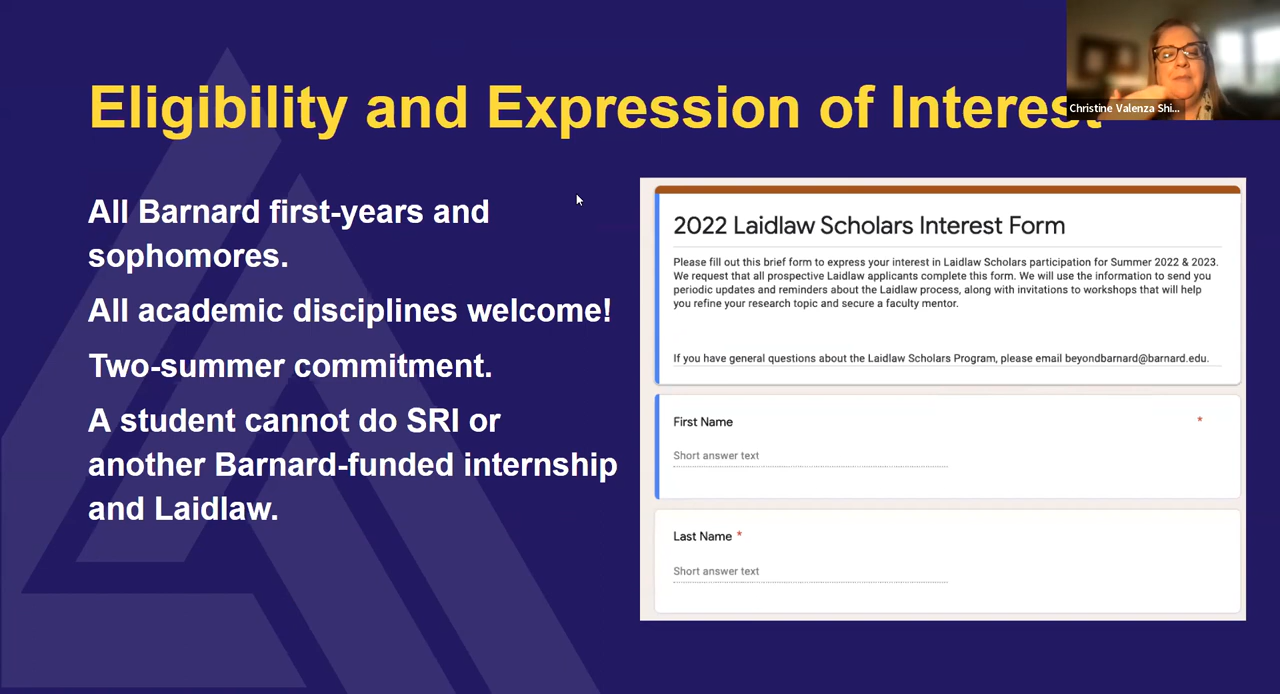 Eligibility and Expression of Interest
Christine Valenza Shi...
All Barnard first-years and
sophomores.
All academic disciplines welcome!
Two-summer commitment.
A student cannot do SRI or
another Barnard-funded internship
and Laidlaw.
2022 Laidlaw Scholars Interest Form
Please fill out this brief form to express your interest in Laidlaw Scholars participation for Summer 2022 & 2023.
We request that all prospective Laidlaw applicants complete this form. We will use the information to send you
periodic updates and reminders about the Laidlaw process, along with invitations to workshops that will help
you refine your research topic and secure a faculty mentor.
If you have general questions about the Laidlaw Scholars Program, please email beyondbarnard@barnard.edu.
First Name *
Short answer text
Last Name *
Short answer text